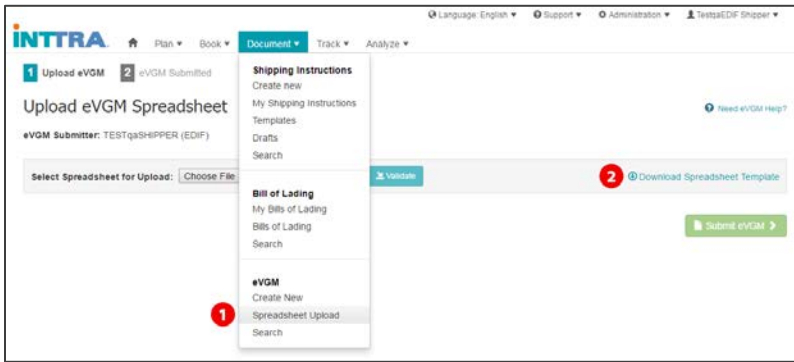 Language: English
Support
Administration
TestqaEDIF Shipper
INTTRA
Plan
Book
Document
Track
Analyze
1 Upload eVGM
2 eVGM Submitted
Shipping Instructions
Create new
My Shipping Instructions
Templates
Drafts
Search
Bill of Lading
My Bills of Lading
Bills of Lading
Search
eVGM
Create New
1 Spreadsheet Upload
Search
Upload eVGM Spreadsheet
Need eVGM Help?
eVGM Submitter: TESTqaSHIPPER (EDIF)
Select Spreadsheet for Upload: Choose File
Validate
2 Download Spreadsheet Template
Submit eVGM